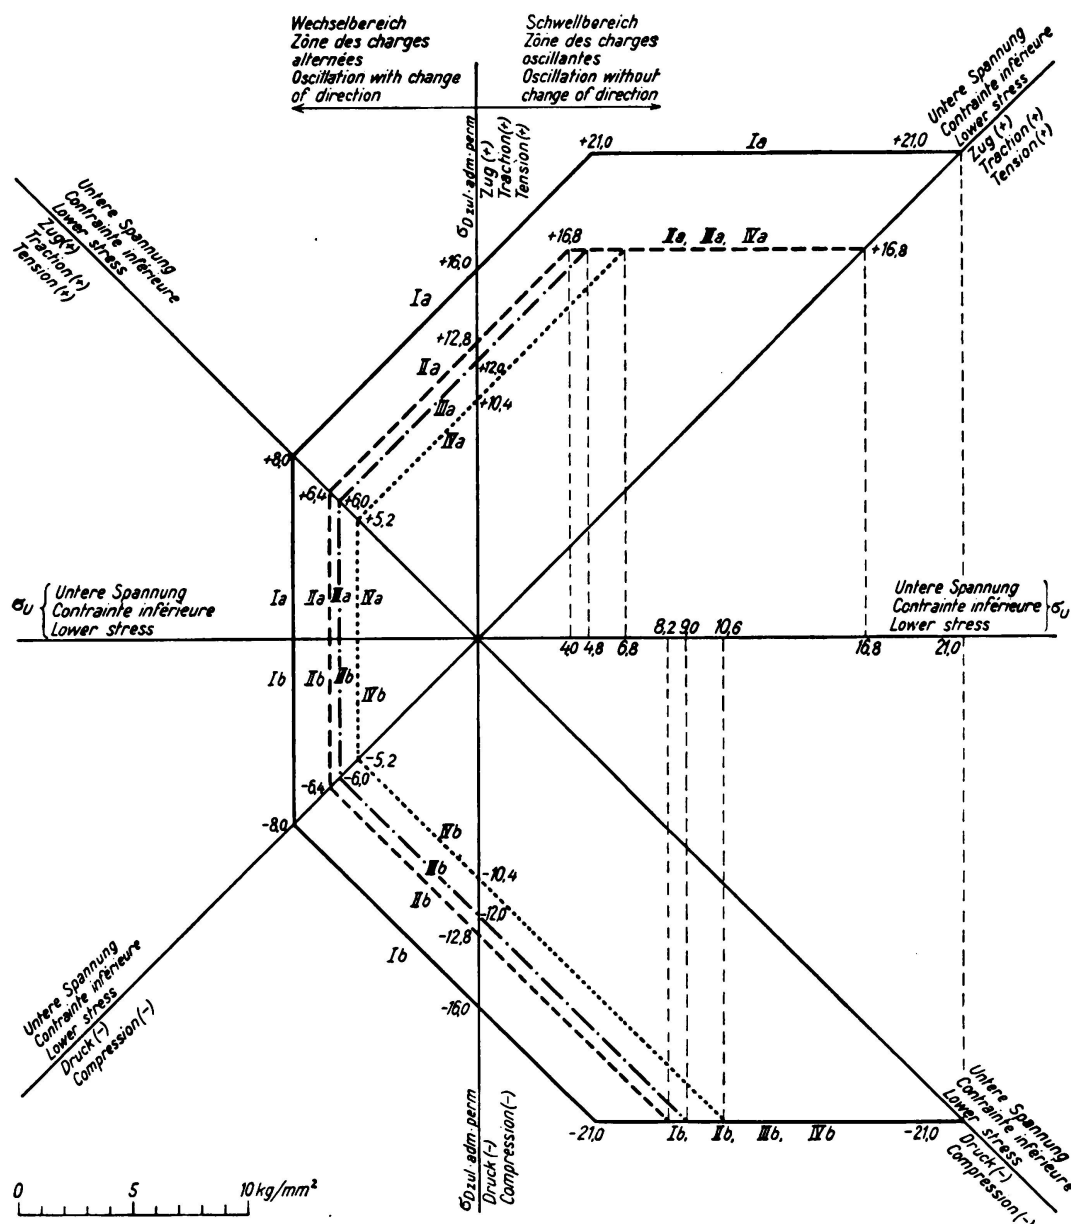 Wechselbereich
Zône des charges
alternées
Oscillation with change
of direction
Schwellbereich
Zône des charges
oscillantes
Oscillation without
change of direction
Untere Spannung
Contrainte inférieure
Lower stress
Zug (+)
Traction(+)
Tension(+)
Untere Spannung
Contrainte inférieure
Lower stress
Zug(+)
Traction(+)
Tension(+)
σD zul·adm·perm
Zug (+)
Traction(+)
Tension(+)
+21,0
Ia
+21,0
+16,8
IIa, IIIa, IVa
+16,8
+16,0
Ia
+12,8
IIa
+12,0
IIIa
+10,4
IVa
+8,0
+6,4
+6,0
+5,2
σU
Untere Spannung
Contrainte inférieure
Lower stress
Ia
IIa
IIIa
IVa
Untere Spannung
Contrainte inférieure
Lower stress
σU
8,2
9,0
10,6
4,0
4,8
6,8
16,8
21,0
Ib
IIb
IIIb
IVb
-5,2
-6,0
-6,4
-8,0
IVb
IIIb
IIb
Ib
-10,4
-12,0
-12,8
-16,0
Untere Spannung
Contrainte inférieure
Lower stress
Druck(-)
Compression(-)
σD zul·adm·perm
Druck(-)
Compression(-)
-21,0
Ib, IIb, IIIb, IVb
-21,0
Untere Spannung
Contrainte inférieure
Lower stress
Druck(-)
Compression(-)
0
5
10 kg/mm²